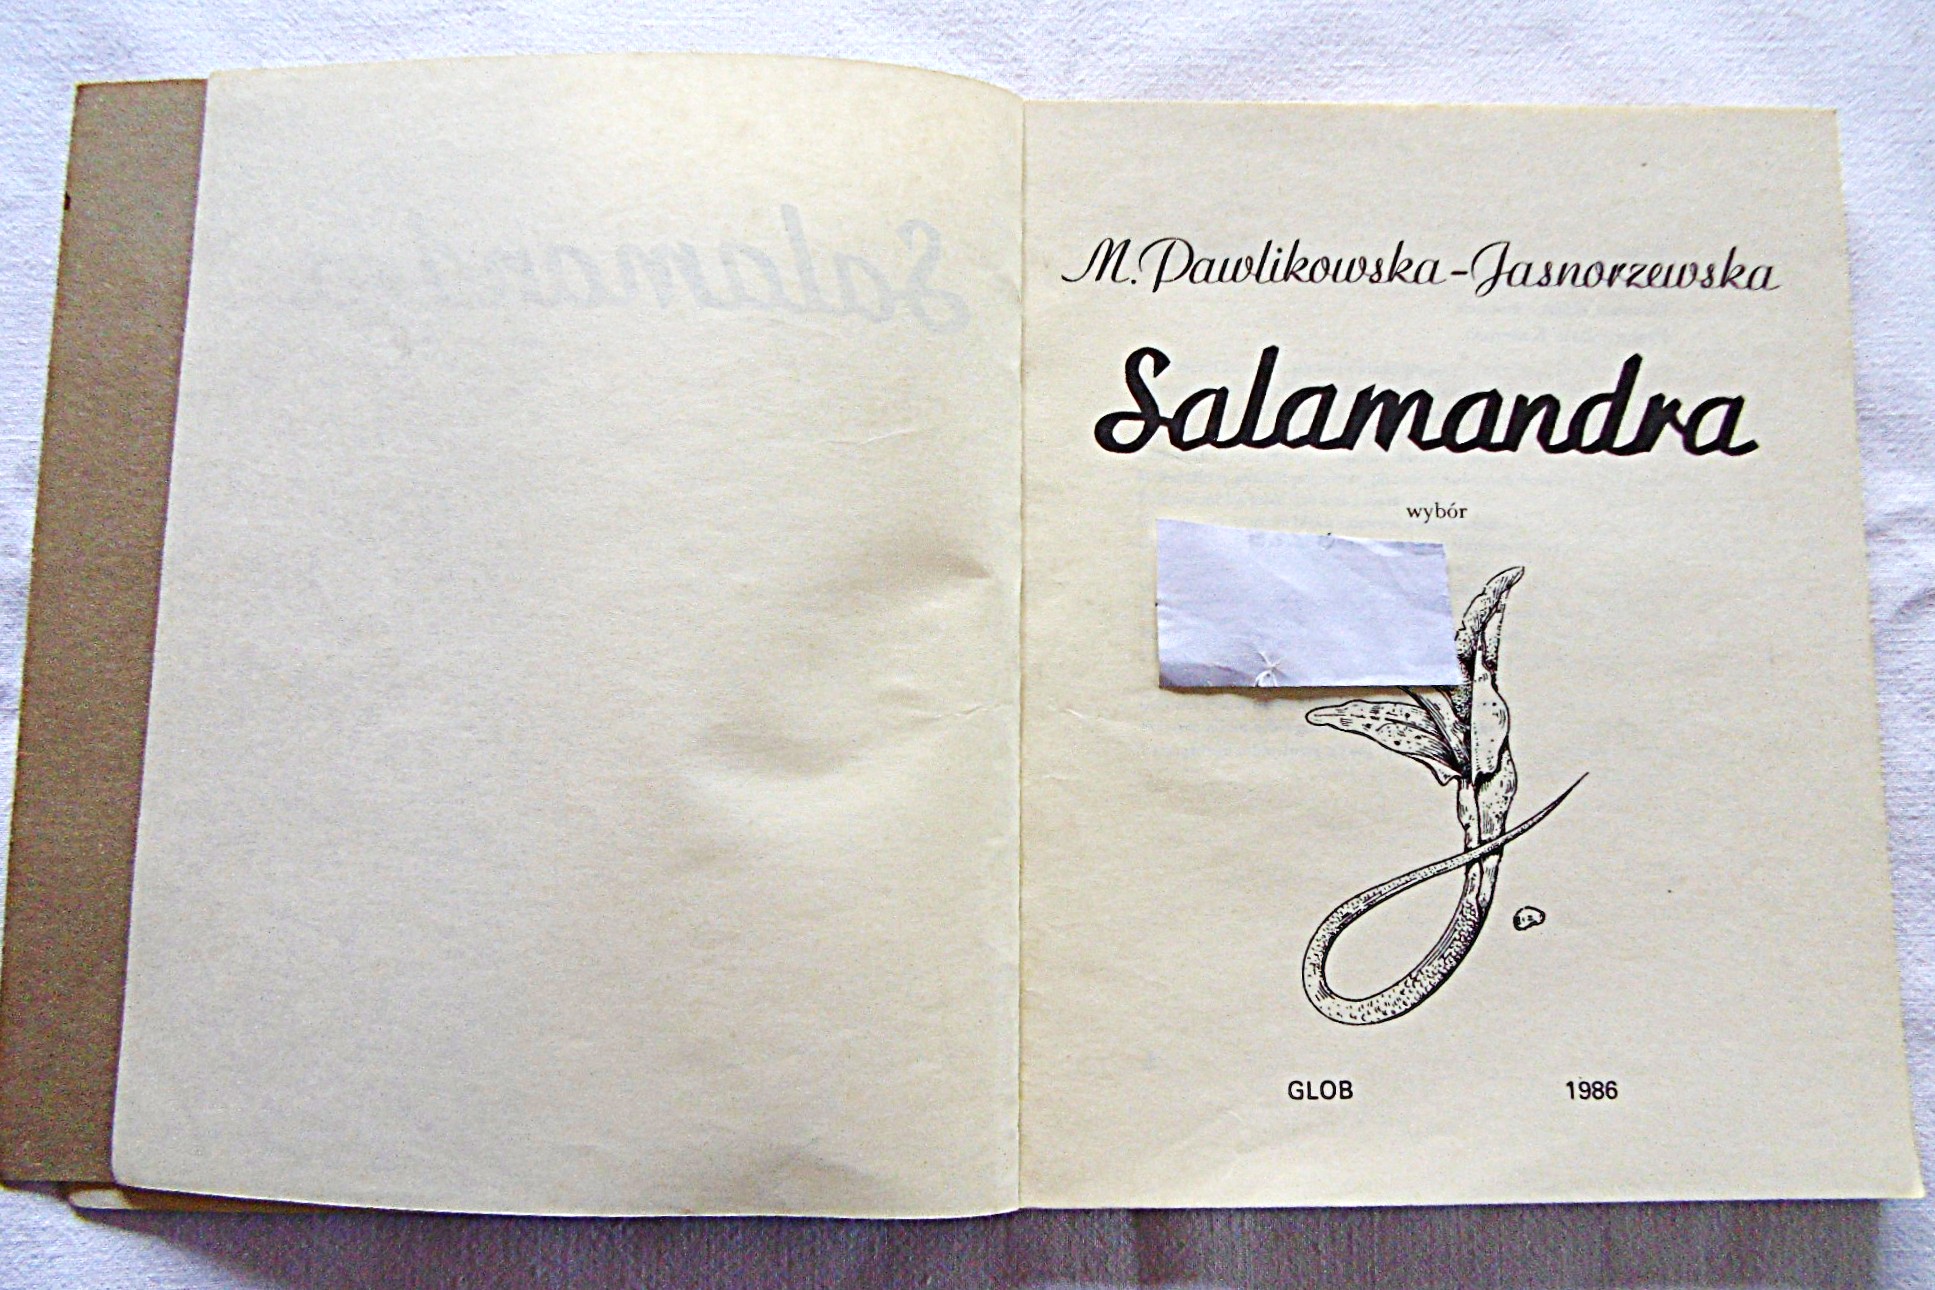 M. Pawlikowska-Jasnorzewska
Salamandra
wybór
GLOB 1986